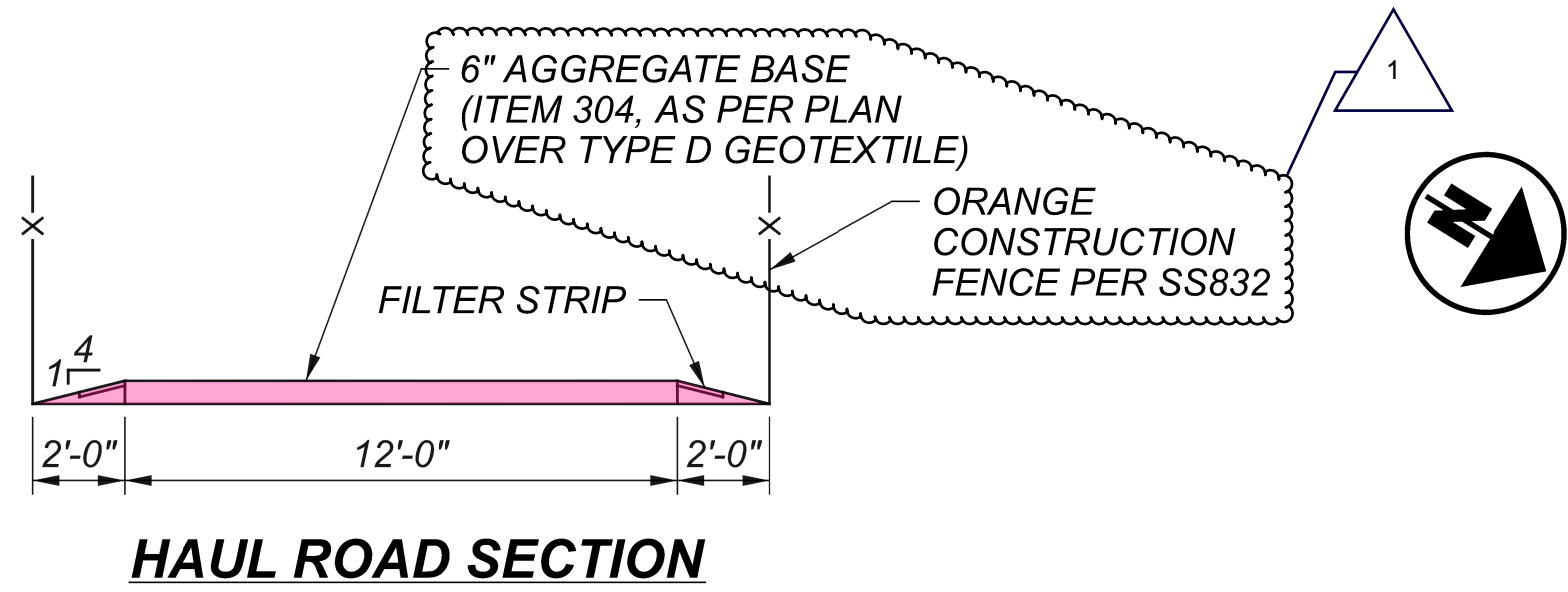 6" AGGREGATE BASE
(ITEM 304, AS PER PLAN
OVER TYPE D GEOTEXTILE)
1
ORANGE
CONSTRUCTION
FENCE PER SS832
N
X
X
FILTER STRIP
4
1
2'-0"
12'-0"
2'-0"
HAUL ROAD SECTION